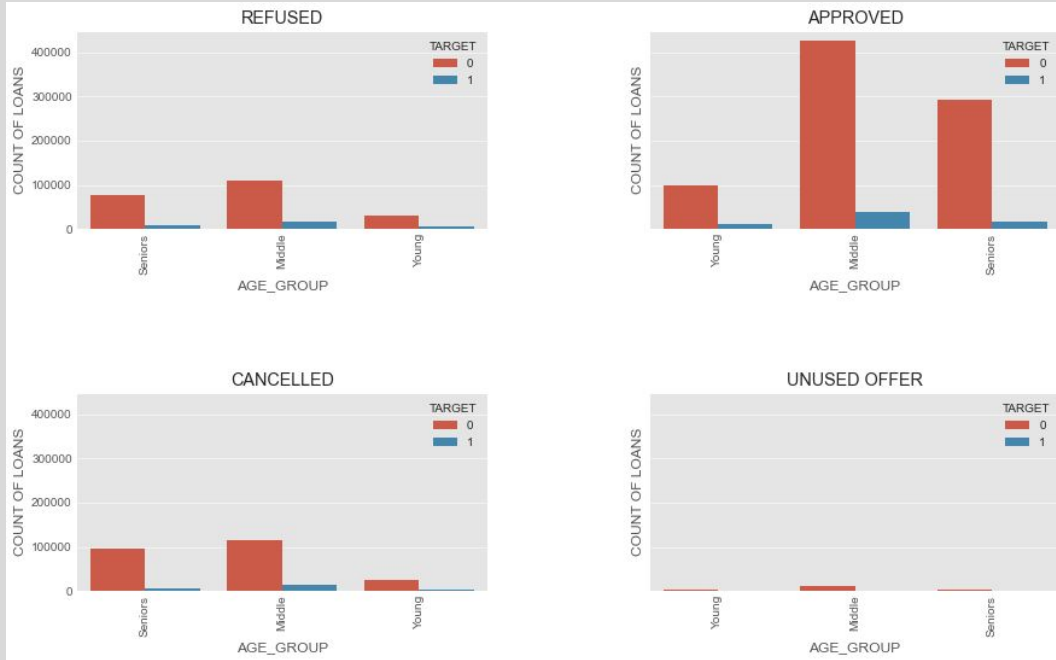 REFUSED
COUNT OF LOANS
400000
300000
200000
100000
0
TARGET
0
1
Seniors
Middle
Young
AGE_GROUP
APPROVED
COUNT OF LOANS
TARGET
0
1
Young
Middle
Seniors
AGE_GROUP
CANCELLED
COUNT OF LOANS
400000
300000
200000
100000
0
TARGET
0
1
Seniors
Middle
Young
AGE_GROUP
UNUSED OFFER
COUNT OF LOANS
TARGET
0
1
Young
Middle
Seniors
AGE_GROUP